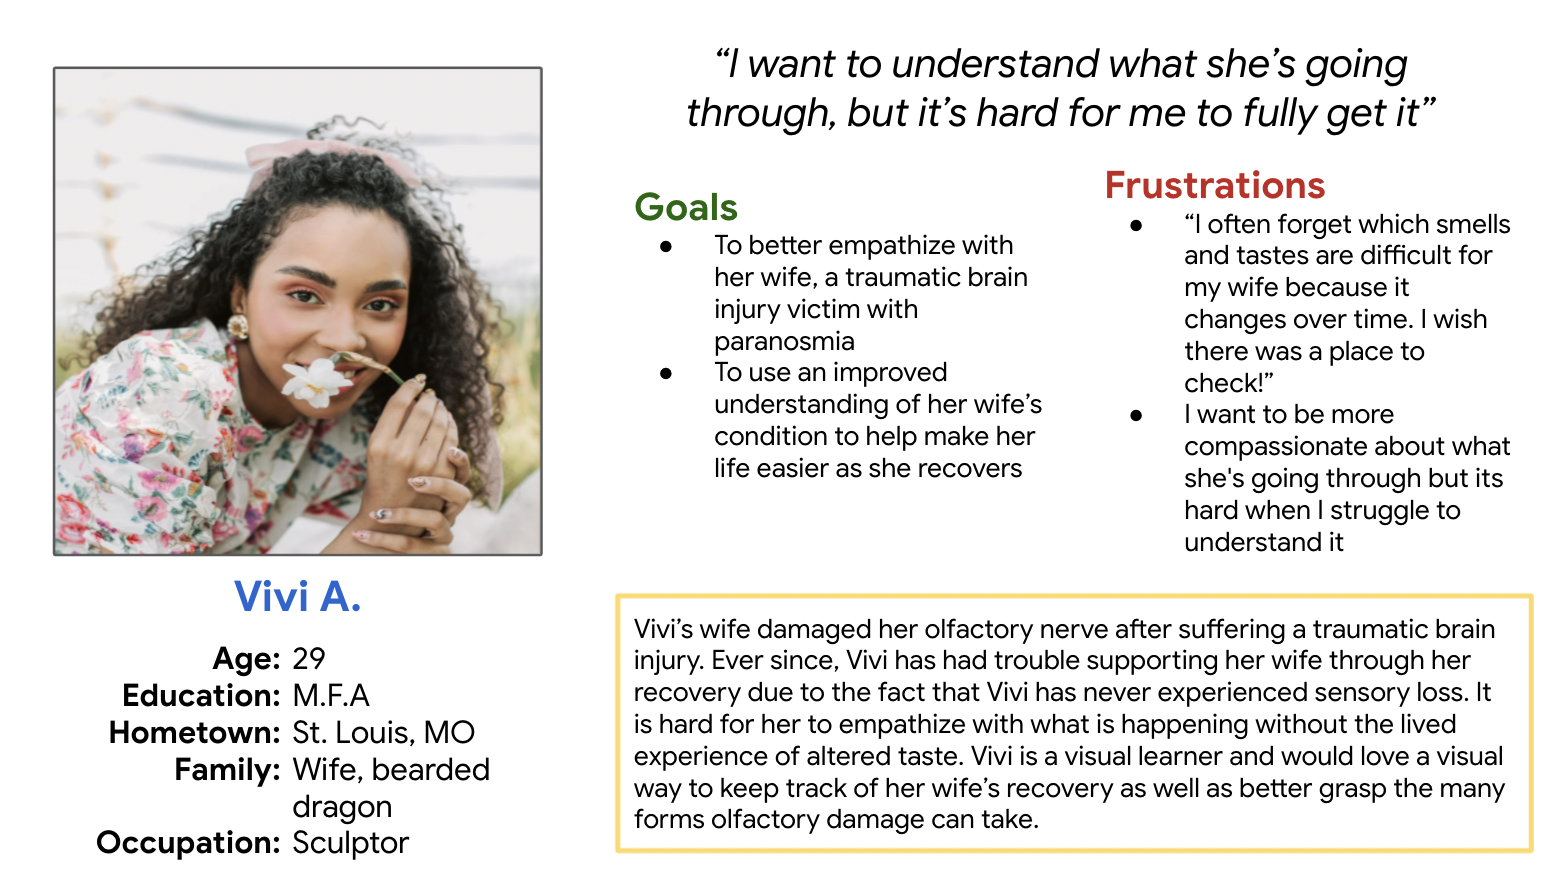 “I want to understand what she’s going
through, but it’s hard for me to fully get it”
Goals
● To better empathize with
her wife, a traumatic brain
injury victim with
paranosmia
● To use an improved
understanding of her wife’s
condition to help make her
life easier as she recovers
Frustrations
● “I often forget which smells
and tastes are difficult for
my wife because it
changes over time. I wish
there was a place to
check!”
● I want to be more
compassionate about what
she's going through but its
hard when I struggle to
understand it
Vivi A.
Age: 29
Education: M.F.A
Hometown: St. Louis, MO
Family: Wife, bearded
dragon
Occupation: Sculptor
Vivi’s wife damaged her olfactory nerve after suffering a traumatic brain
injury. Ever since, Vivi has had trouble supporting her wife through her
recovery due to the fact that Vivi has never experienced sensory loss. It
is hard for her to empathize with what is happening without the lived
experience of altered taste. Vivi is a visual learner and would love a visual
way to keep track of her wife’s recovery as well as better grasp the many
forms olfactory damage can take.